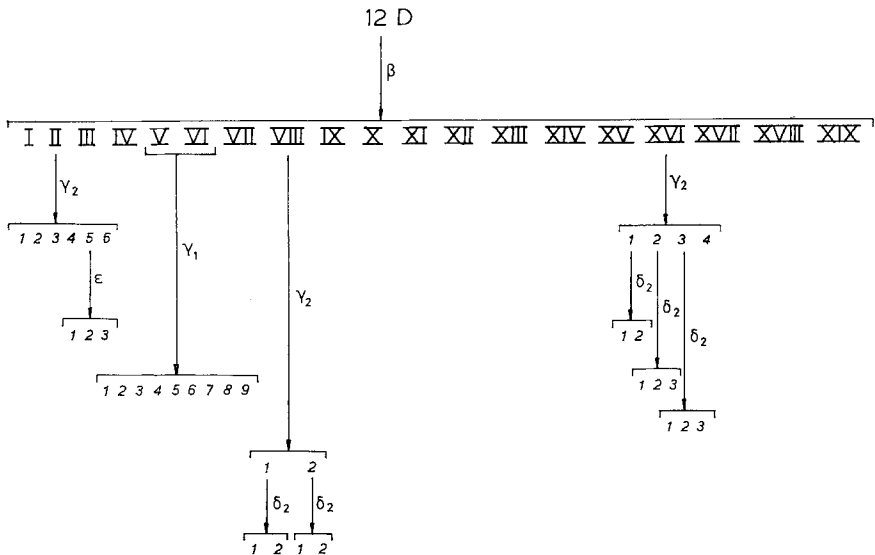 12 D
β
I II III IV V VI VII VIII IX X XI XII XIII XIV XV XVI XVII XVIII XIX
γ2 γ2
1 2 3 4 5 6 1 2 3 4
γ1
ε δ2 γ2 δ2 δ2
1 2 3 1 2
1 2 3 4 5 6 7 8 9 1 2 3
1 2 3
1 2
δ2 δ2
1 2 1 2